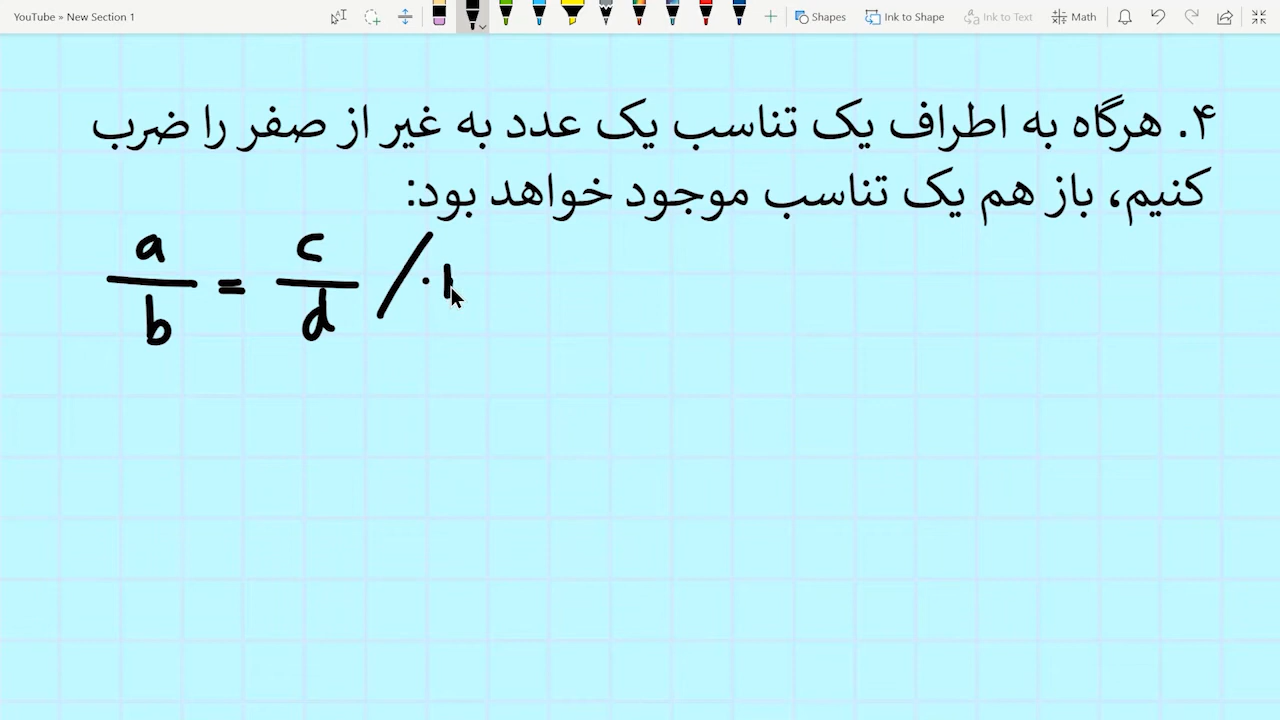 YouTube » New Section 1
Shapes
Ink to Shape
Ink to Text
Math
۴. هرگاه به اطراف یک تناسب یک عدد به غیر از صفر را ضرب
کنیم، باز هم یک تناسب موجود خواهد بود:
a/b = c/d / ·